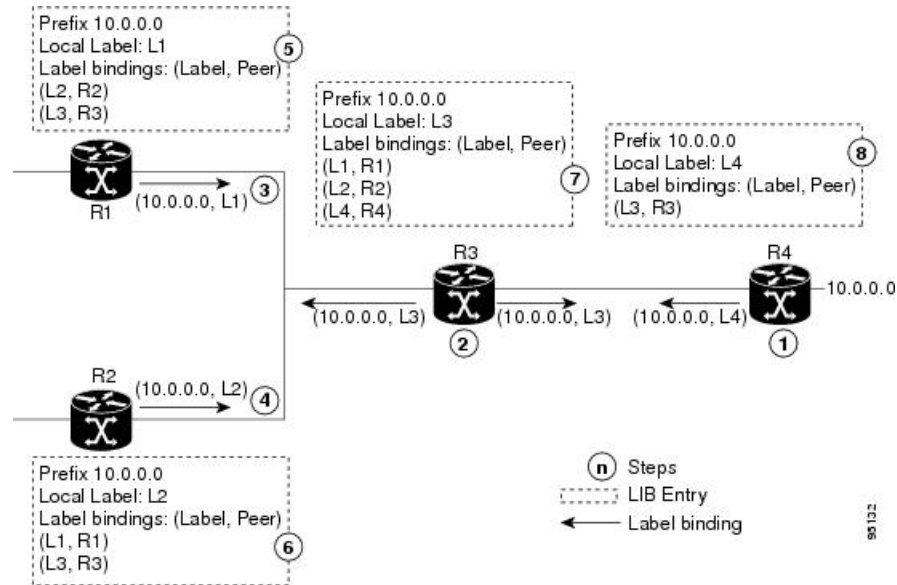 Prefix 10.0.0.0
Local Label: L1
Label bindings: (Label, Peer)
(L2, R2)
(L3, R3)
5
R1
(10.0.0.0, L1)
3
Prefix 10.0.0.0
Local Label: L3
Label bindings: (Label, Peer)
(L1, R1)
(L2, R2)
(L4, R4)
7
Prefix 10.0.0.0
Local Label: L4
Label bindings: (Label, Peer)
(L3, R3)
8
R3
(10.0.0.0, L3)
(10.0.0.0, L3)
2
R4
10.0.0.0
(10.0.0.0, L4)
1
R2
(10.0.0.0, L2)
4
Prefix 10.0.0.0
Local Label: L2
Label bindings: (Label, Peer)
(L1, R1)
(L3, R3)
6
n Steps
LIB Entry
Label binding
95132